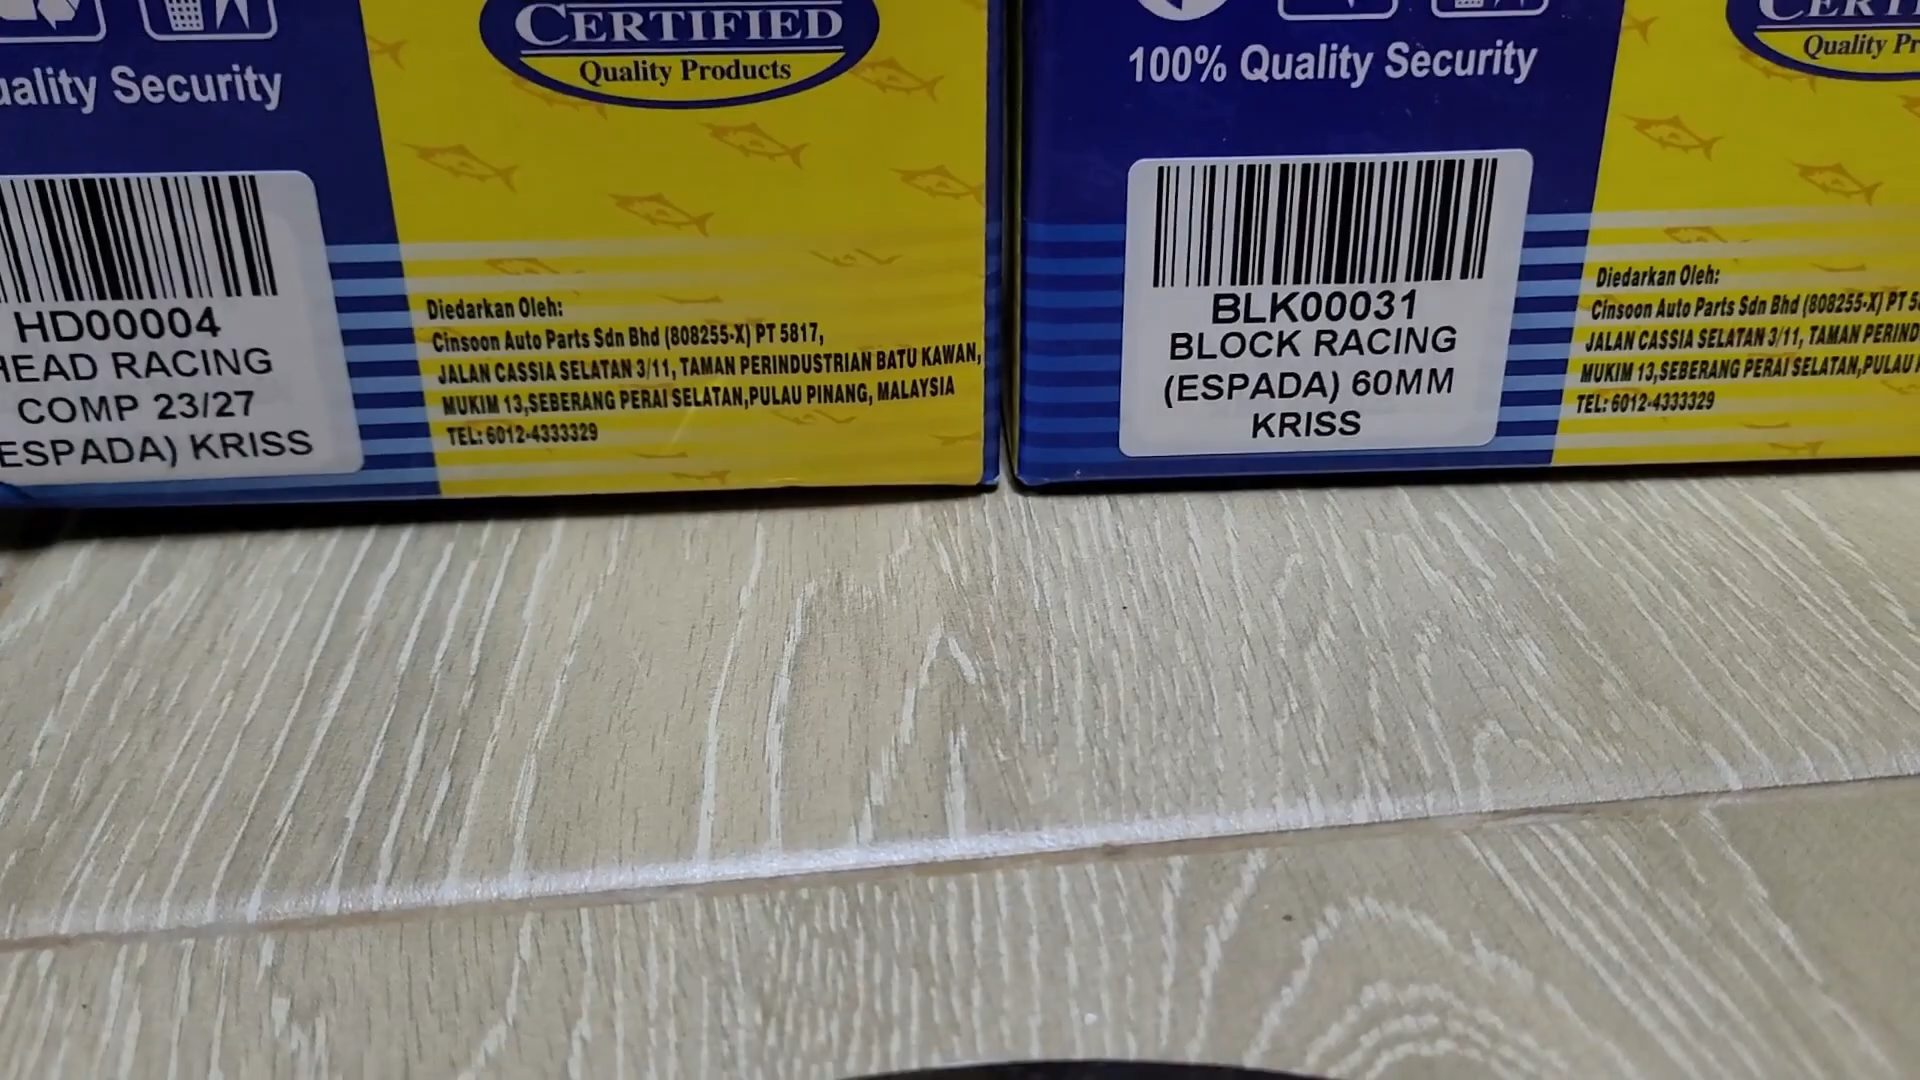 CERTIFIED
Quality Products
Quality Security
HD00004
HEAD RACING
COMP 23/27
(ESPADA) KRISS
Diedarkan Oleh:
Cinsoon Auto Parts Sdn Bhd (808255-X) PT 5817,
JALAN CASSIA SELATAN 3/11, TAMAN PERINDUSTRIAN BATU KAWAN,
MUKIM 13,SEBERANG PERAI SELATAN,PULAU PINANG, MALAYSIA
TEL: 6012-4333329
100% Quality Security
BLK00031
BLOCK RACING
(ESPADA) 60MM
KRISS
Quality
Diedarkan Oleh:
Cinsoon Auto Parts Sdn Bhd (808255-X) PT
JALAN CASSIA SELATAN 3/11, TAMAN
MUKIM 13,SEBERANG PERAI SELATAN,PULAU
TEL: 6012-4333329